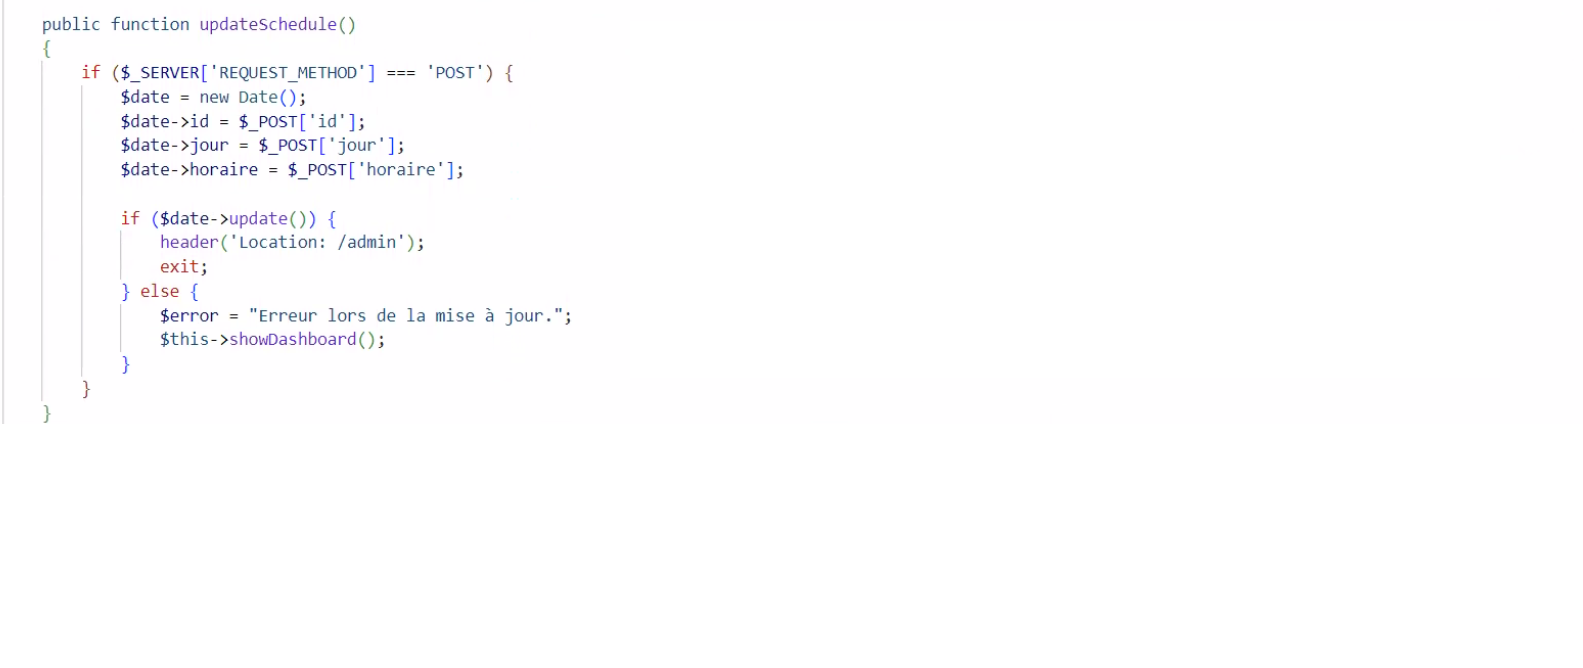 public function updateSchedule()
{
if ($_SERVER['REQUEST_METHOD'] === 'POST') {
$date = new Date();
$date->id = $_POST['id'];
$date->jour = $_POST['jour'];
$date->horaire = $_POST['horaire'];
if ($date->update()) {
header('Location: /admin');
exit;
} else {
$error = "Erreur lors de la mise à jour.";
$this->showDashboard();
}
}
}